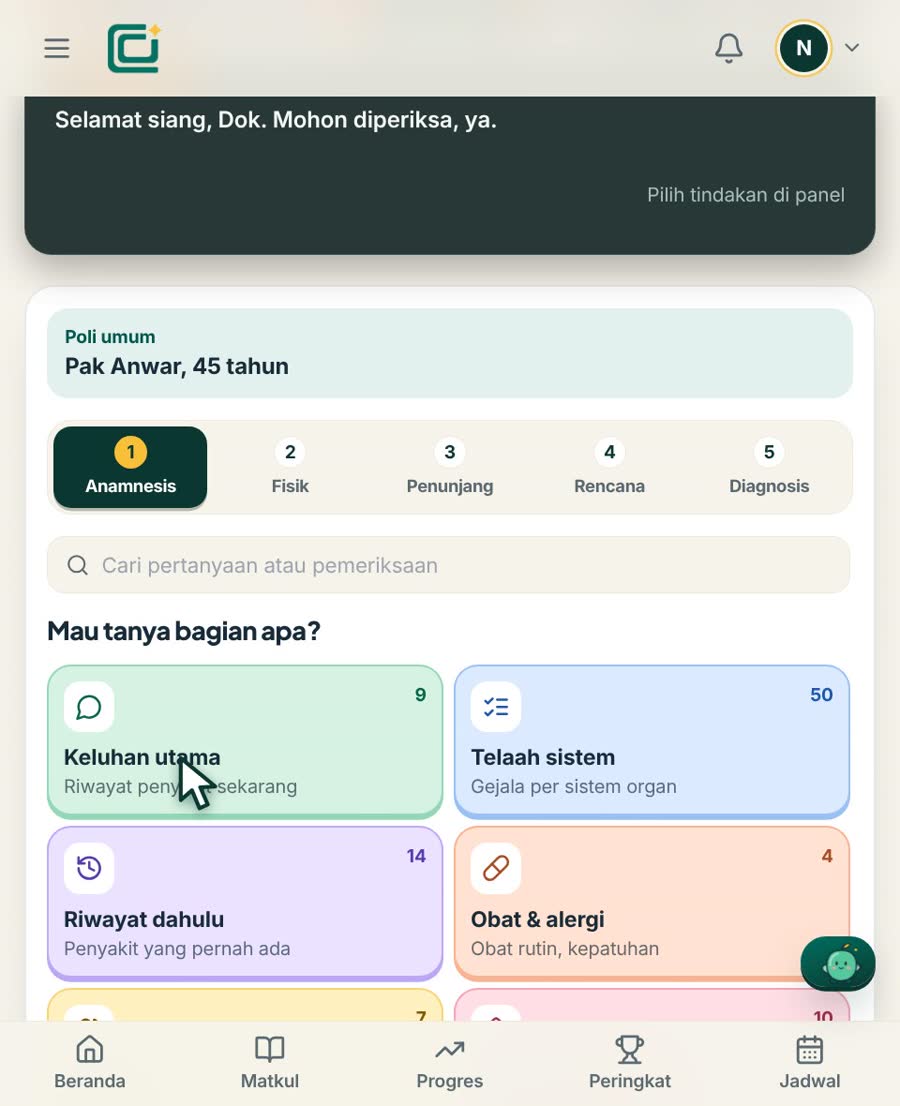 N
Selamat siang, Dok. Mohon diperiksa, ya.
Pilih tindakan di panel
Poli umum
Pak Anwar, 45 tahun
1
Anamnesis
2
Fisik
3
Penunjang
4
Rencana
5
Diagnosis
Cari pertanyaan atau pemeriksaan
Mau tanya bagian apa?
9
Keluhan utama
Riwayat sekarang
50
Telaah sistem
Gejala per sistem organ
14
Riwayat dahulu
Penyakit yang pernah ada
4
Obat & alergi
Obat rutin, kepatuhan
7
10
Beranda
Matkul
Progres
Peringkat
Jadwal